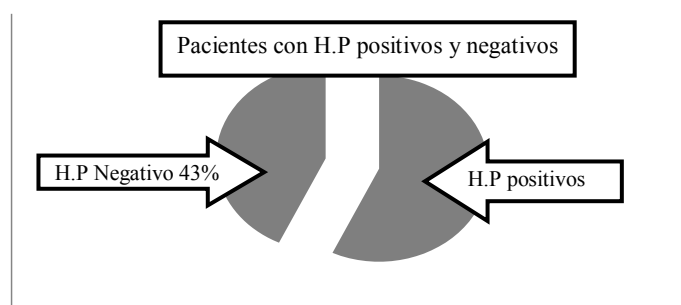 Pacientes con H.P positivos y negativos
H.P Negativo 43%
H.P positivos